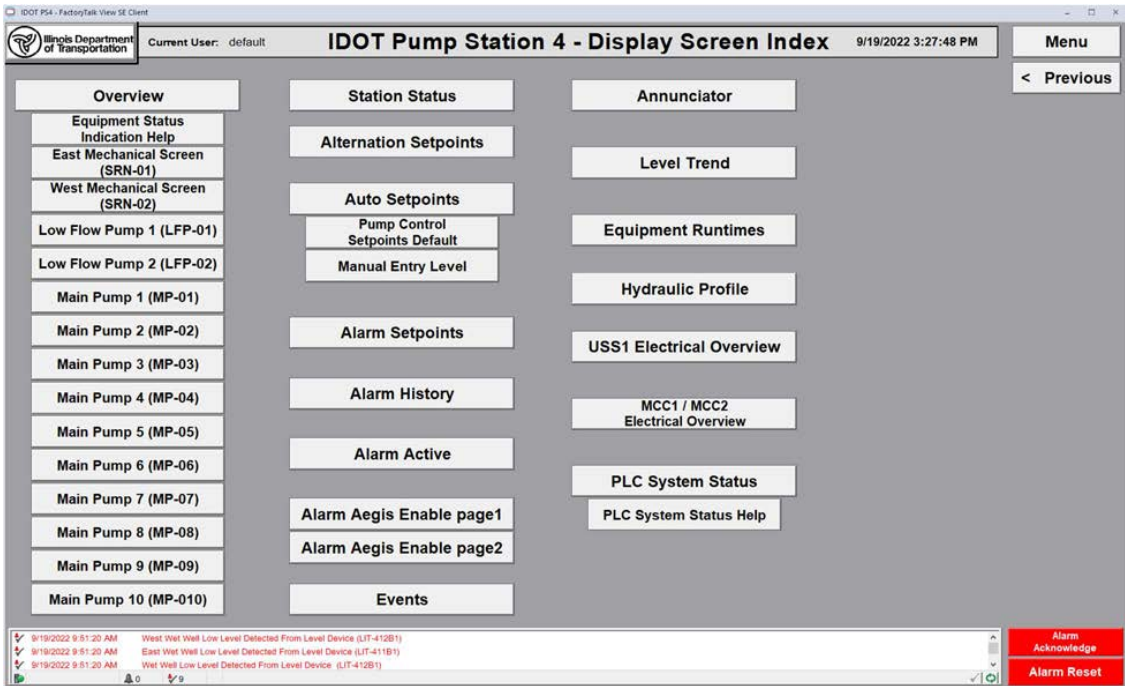 IDOT PS4 - FactoryTalk View SE Client
Illinois Department
of Transportation
Current User: default
IDOT Pump Station 4 - Display Screen Index
9/19/2022 3:27:48 PM
Menu
< Previous
Overview
Equipment Status
Indication Help
East Mechanical Screen
(SRN-01)
West Mechanical Screen
(SRN-02)
Low Flow Pump 1 (LFP-01)
Low Flow Pump 2 (LFP-02)
Main Pump 1 (MP-01)
Main Pump 2 (MP-02)
Main Pump 3 (MP-03)
Main Pump 4 (MP-04)
Main Pump 5 (MP-05)
Main Pump 6 (MP-06)
Main Pump 7 (MP-07)
Main Pump 8 (MP-08)
Main Pump 9 (MP-09)
Main Pump 10 (MP-010)
Station Status
Alternation Setpoints
Auto Setpoints
Pump Control
Setpoints Default
Manual Entry Level
Alarm Setpoints
Alarm History
Alarm Active
Alarm Aegis Enable page1
Alarm Aegis Enable page2
Events
Annunciator
Level Trend
Equipment Runtimes
Hydraulic Profile
USS1 Electrical Overview
MCC1 / MCC2
Electrical Overview
PLC System Status
PLC System Status Help
9/19/2022 9:51:20 AM West Wet Well Low Level Detected From Level Device (LIT-412B1)
9/19/2022 9:51:20 AM East Wet Well Low Level Detected From Level Device (LIT-411B1)
9/19/2022 9:51:20 AM Wet Well Low Level Detected From Level Device (LIT-412B1)
0 9
Alarm
Acknowledge
Alarm Reset